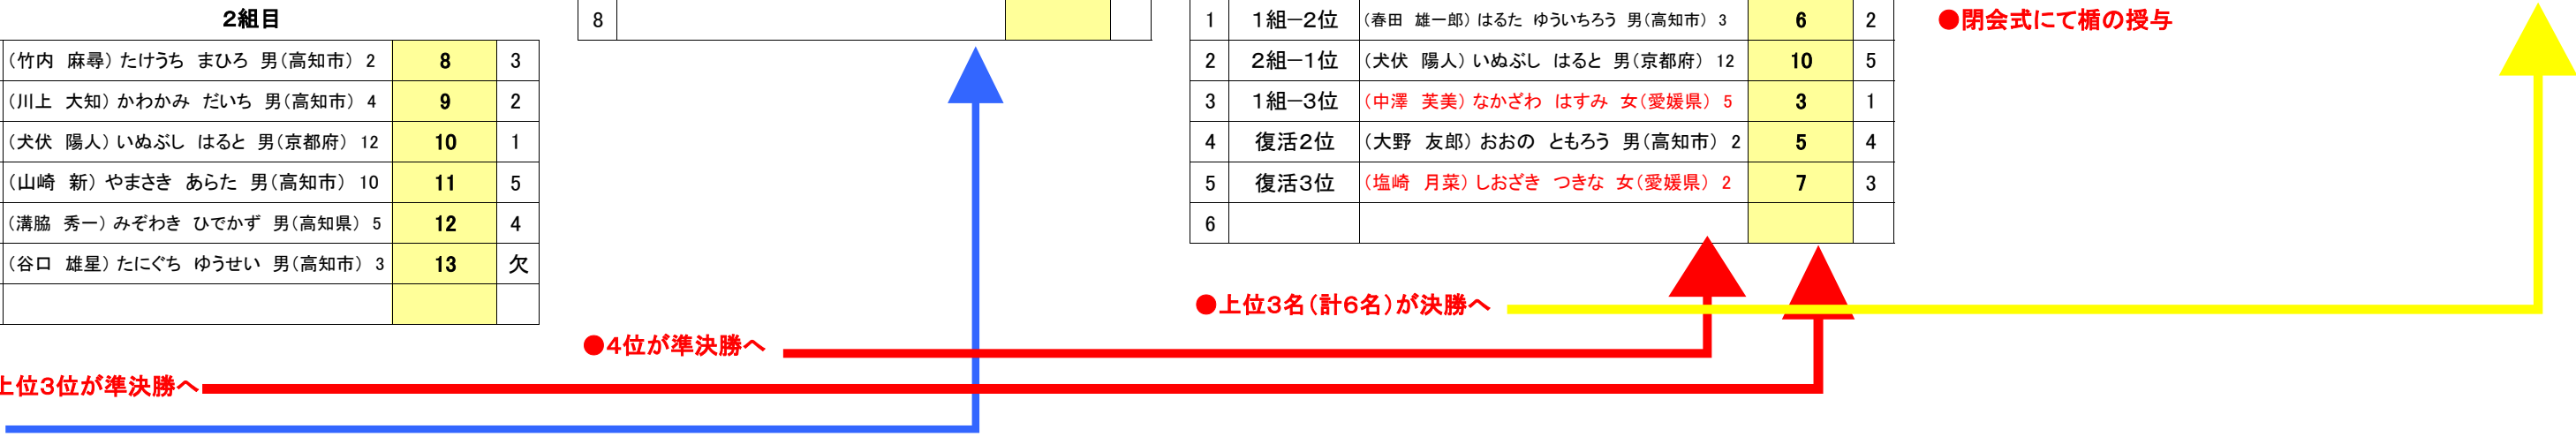 2組目
(竹内 麻尋) たけうち まひろ 男(高知市) 2 8 3
(川上 大知) かわかみ だいち 男(高知市) 4 9 2
(犬伏 陽人) いぬぶし はると 男(京都府) 12 10 1
(山崎 新) やまさき あらた 男(高知市) 10 11 5
(溝脇 秀一) みぞわき ひでかず 男(高知県) 5 12 4
(谷口 雄星) たにぐち ゆうせい 男(高知市) 3 13 欠
8
1 1組−2位 (春田 雄一郎) はるた ゆういちろう 男(高知市) 3 6 2
2 2組−1位 (犬伏 陽人) いぬぶし はると 男(京都府) 12 10 5
3 1組−3位 (中澤 芙美) なかざわ はすみ 女(愛媛県) 5 3 1
4 復活2位 (大野 友郎) おおの ともろう 男(高知市) 2 5 4
5 復活3位 (塩崎 月菜) しおざき つきな 女(愛媛県) 2 7 3
6
●閉会式にて楯の授与
●上位3名(計6名)が決勝へ
●4位が準決勝へ
上位3位が準決勝へ